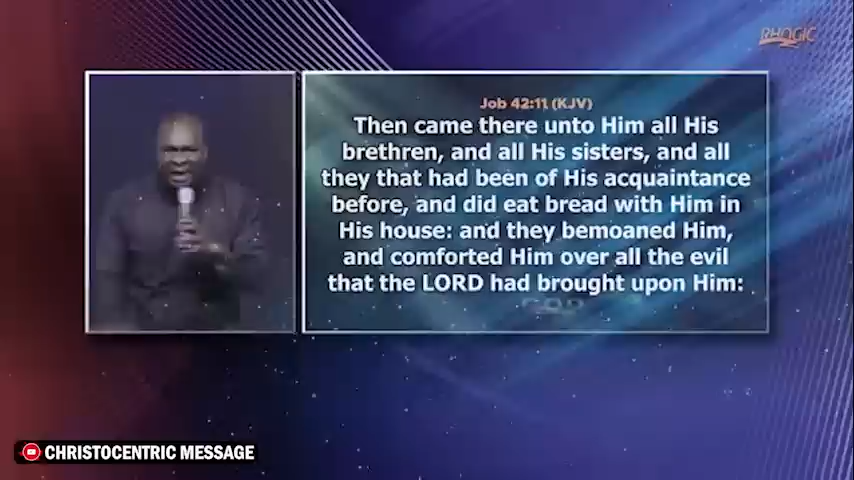 RHOGIC
Job 42:11 (KJV)
Then came there unto Him all His
brethren, and all His sisters, and all
they that had been of His acquaintance
before, and did eat bread with Him in
His house: and they bemoaned Him,
and comforted Him over all the evil
that the LORD had brought upon Him:
CHRISTOCENTRIC MESSAGE